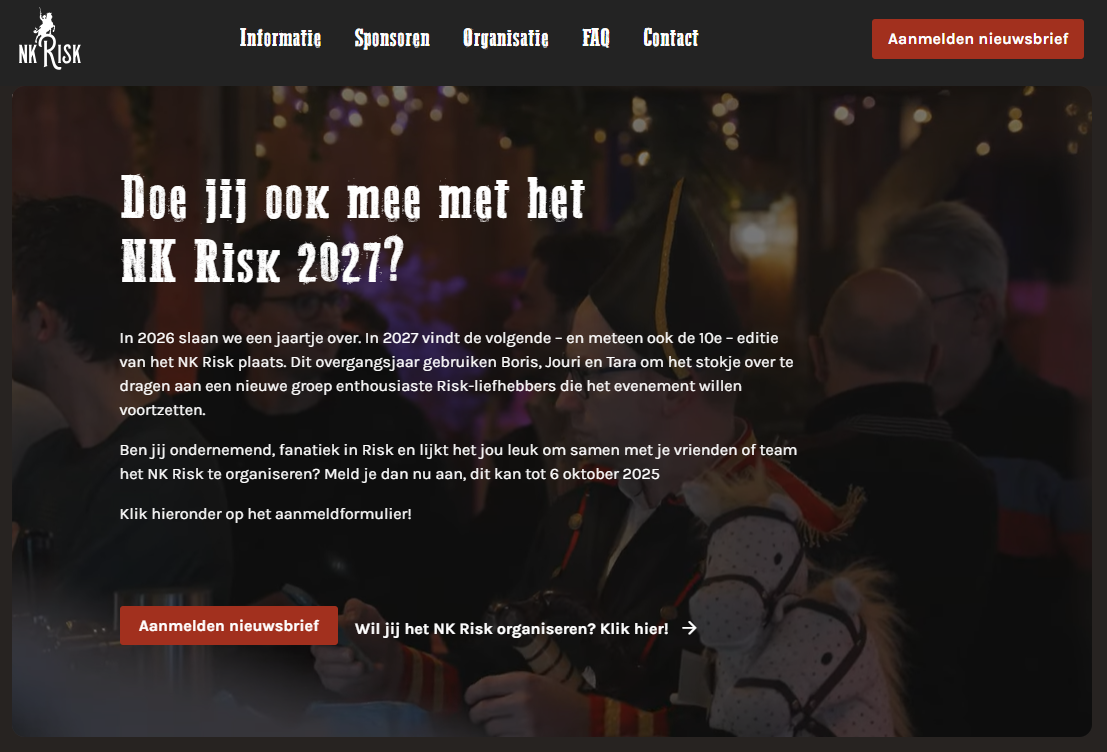 NK RISK
Informatie
Sponsoren
Organisatie
FAQ
Contact
Aanmelden nieuwsbrief
Doe jij ook mee met het
NK Risk 2027?
In 2026 slaan we een jaartje over. In 2027 vindt de volgende – en meteen ook de 10e – editie
van het NK Risk plaats. Dit overgangsjaar gebruiken Boris, Jouri en Tara om het stokje over te
dragen aan een nieuwe groep enthousiaste Risk-liefhebbers die het evenement willen
voortzetten.
Ben jij ondernemend, fanatiek in Risk en lijkt het jou leuk om samen met je vrienden of team
het NK Risk te organiseren? Meld je dan nu aan, dit kan tot 6 oktober 2025
Klik hieronder op het aanmeldformulier!
Aanmelden nieuwsbrief
Wil jij het NK Risk organiseren? Klik hier! →